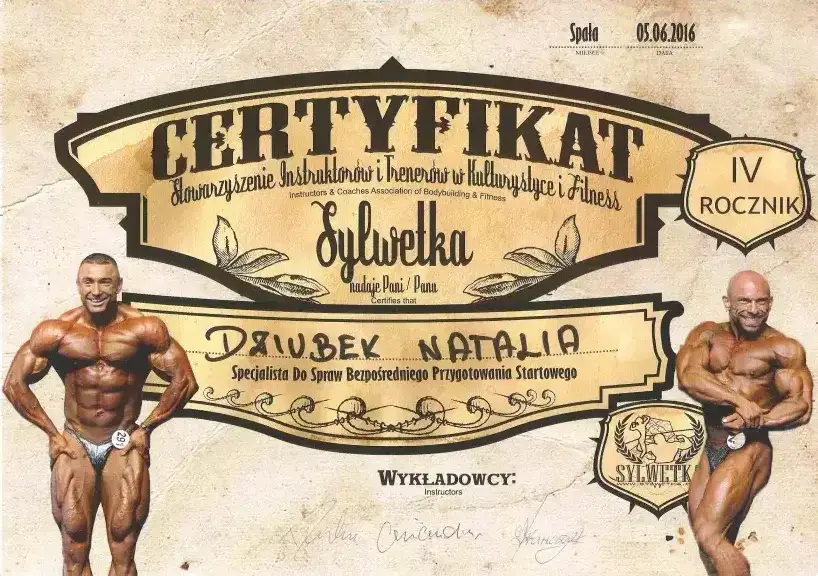 Spała 05.06.2016
MIEJSCE DATA
CERTYFIKAT
Stowarzyszenie Instruktorów i Trenerów w Kulturystyce i Fitness
Instructors & Coaches Association of Bodybuilding & Fitness
IV
ROCZNIK
Sylwetka
nadaje Pani / Panu
Certifies that
DZIUBEK NATALIA
Specjalista Do Spraw Bezpośredniego Przygotowania Startowego
291
SYLWETKA
WYKŁADOWCY:
Instructors